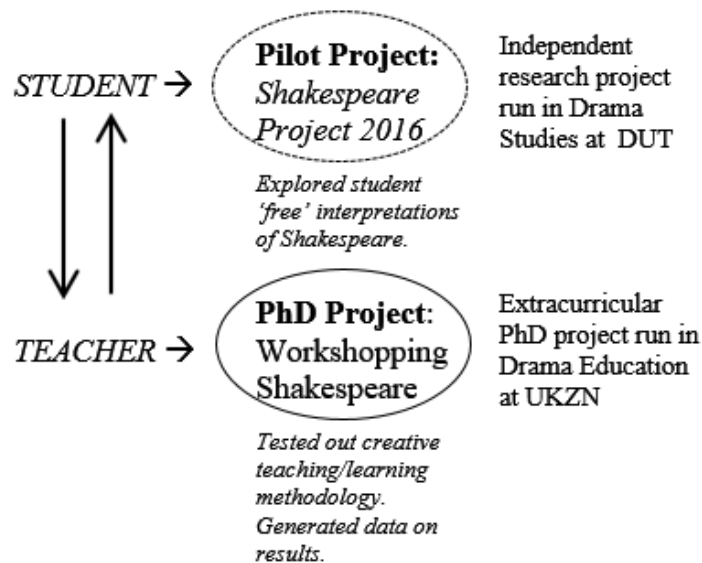 STUDENT →
Pilot Project:
Shakespeare
Project 2016
Independent
research project
run in Drama
Studies at DUT
Explored student
‘free’ interpretations
of Shakespeare.
TEACHER →
PhD Project:
Workshopping
Shakespeare
Extracurricular
PhD project run in
Drama Education
at UKZN
Tested out creative
teaching/learning
methodology.
Generated data on
results.